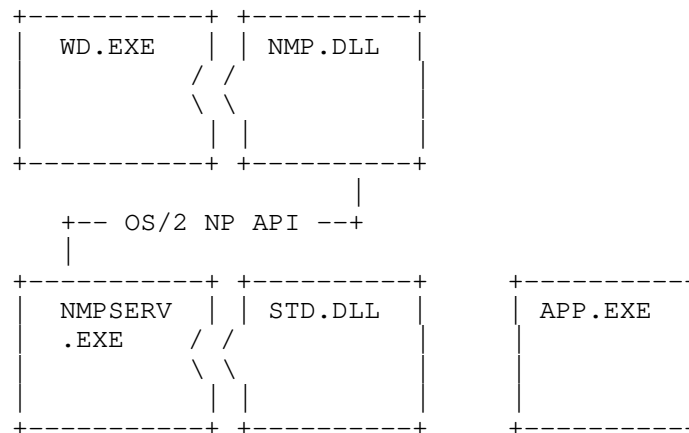 WD.EXE NMP.DLL
OS/2 NP API
NMPSERV STD.DLL APP.EXE
.EXE